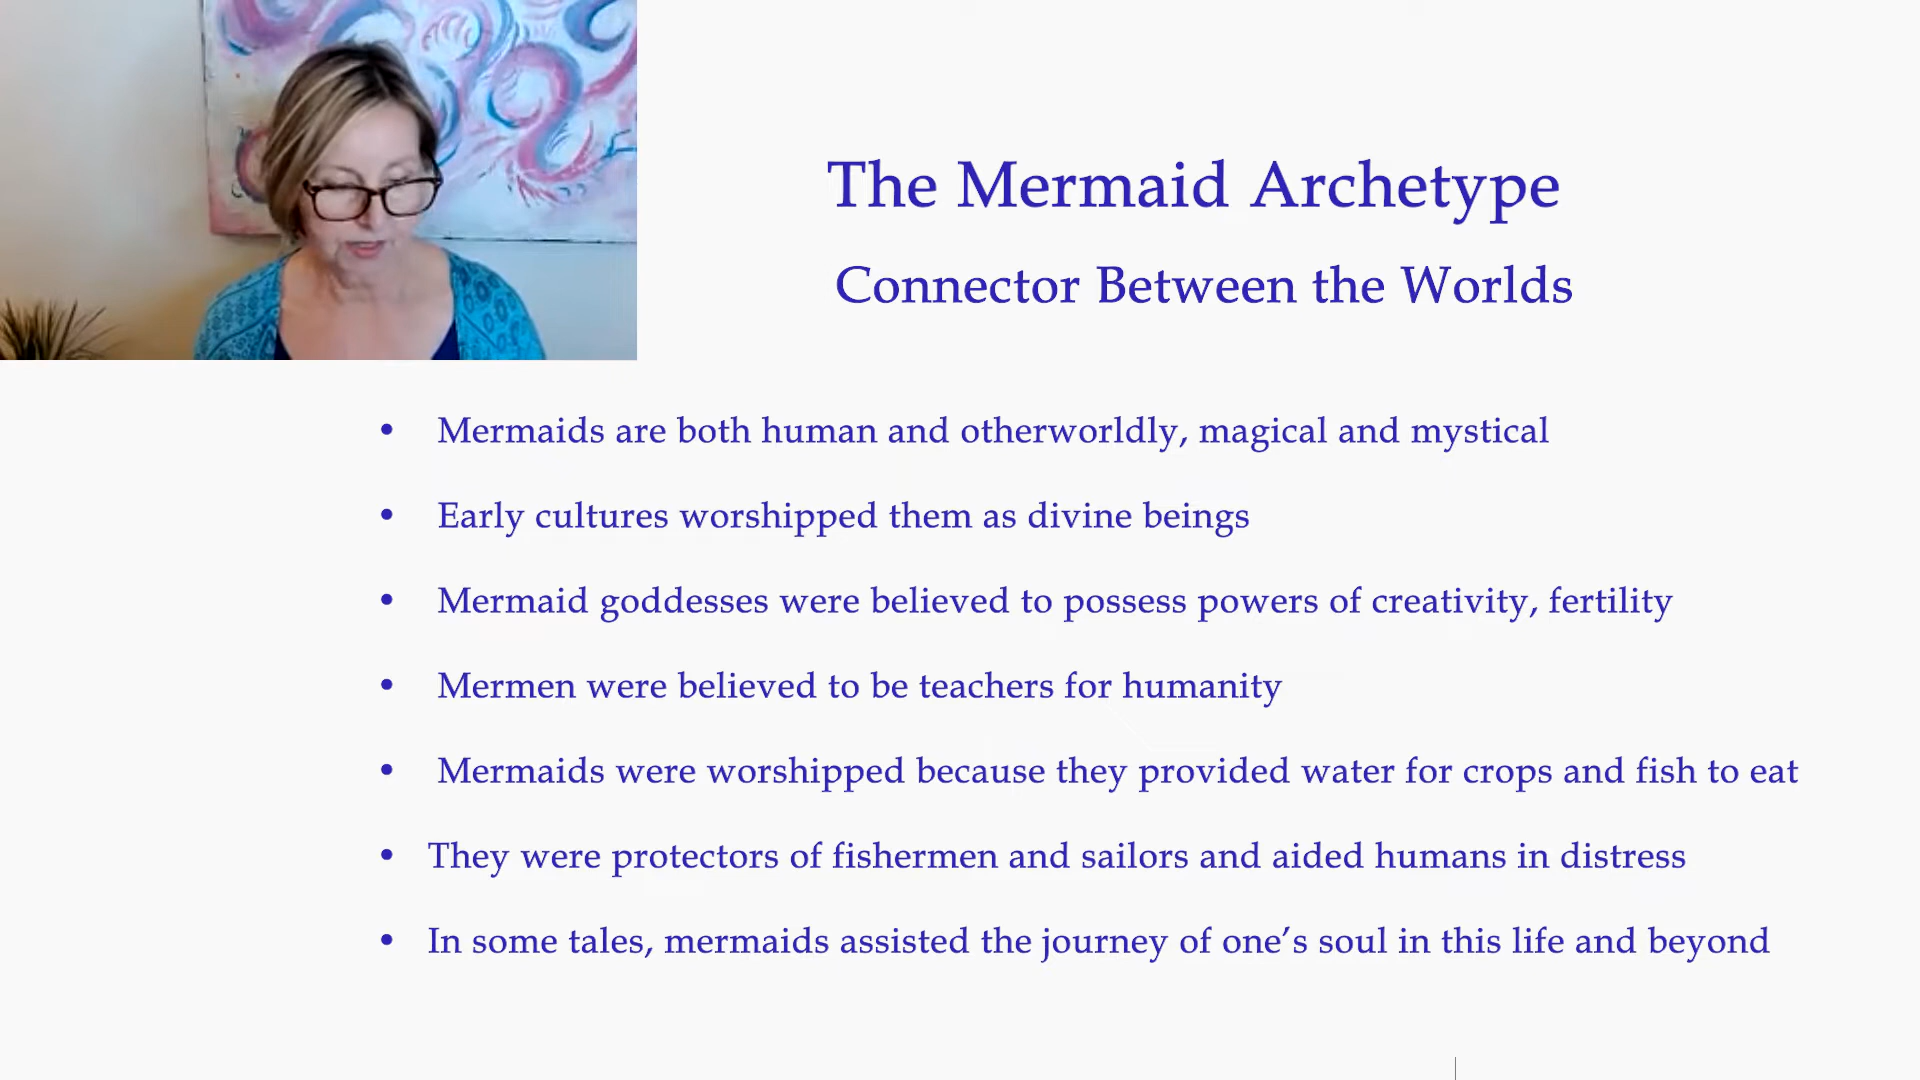 The Mermaid Archetype
Connector Between the Worlds
• Mermaids are both human and otherworldly, magical and mystical
• Early cultures worshipped them as divine beings
• Mermaid goddesses were believed to possess powers of creativity, fertility
• Mermen were believed to be teachers for humanity
• Mermaids were worshipped because they provided water for crops and fish to eat
• They were protectors of fishermen and sailors and aided humans in distress
• In some tales, mermaids assisted the journey of one’s soul in this life and beyond